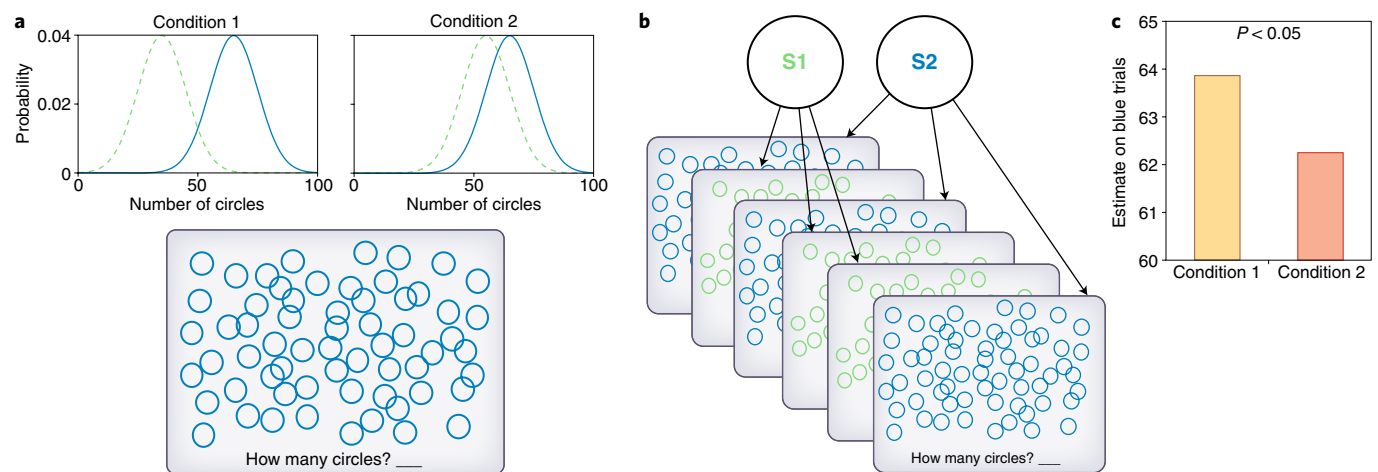 a
Condition 1
Condition 2
Probability
0.04
0.02
0
0
50
100
0
50
100
Number of circles
Number of circles
How many circles? ___
b
S1
S2
How many circles? ___
c
P < 0.05
Estimate on blue trials
65
64
63
62
61
60
Condition 1
Condition 2